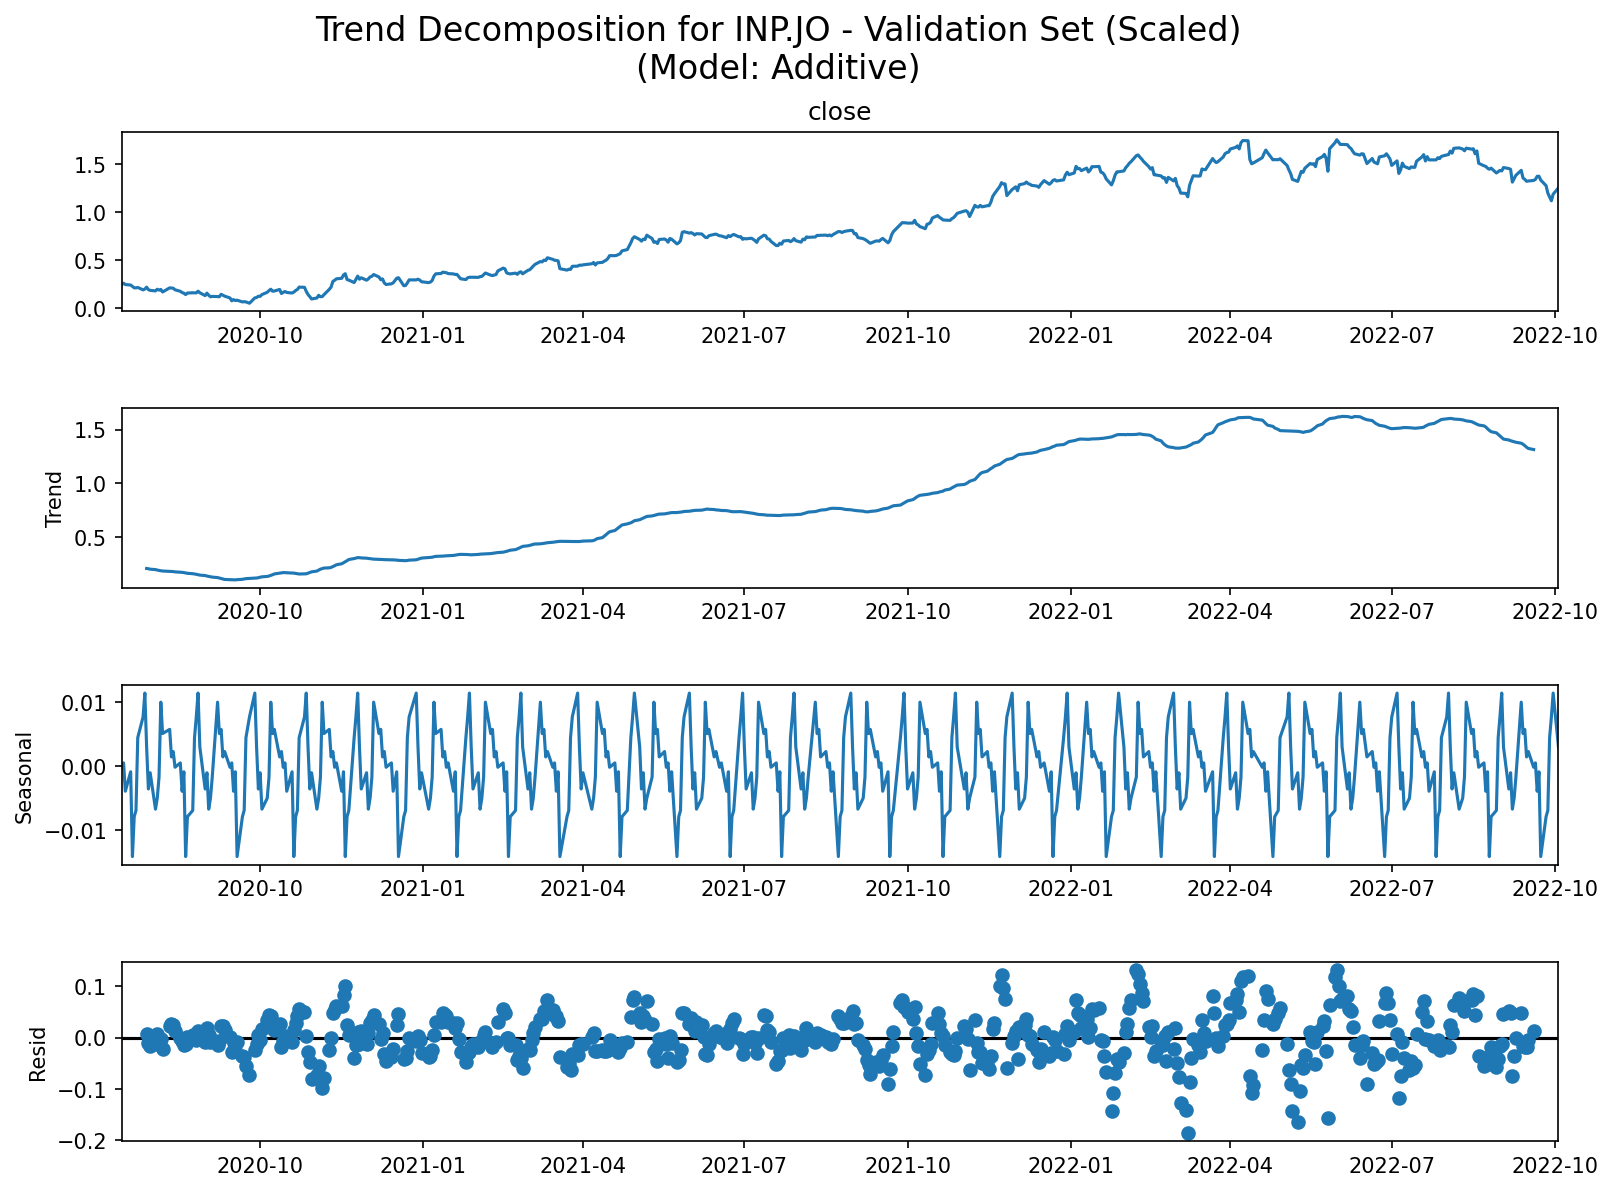 Trend Decomposition for INP.JO - Validation Set (Scaled)
(Model: Additive)
close
1.5
1.0
0.5
0.0
2020-10 2021-01 2021-04 2021-07 2021-10 2022-01 2022-04 2022-07 2022-10
Trend
1.5
1.0
0.5
2020-10 2021-01 2021-04 2021-07 2021-10 2022-01 2022-04 2022-07 2022-10
Seasonal
0.01
0.00
−0.01
2020-10 2021-01 2021-04 2021-07 2021-10 2022-01 2022-04 2022-07 2022-10
Resid
0.1
0.0
−0.1
−0.2
2020-10 2021-01 2021-04 2021-07 2021-10 2022-01 2022-04 2022-07 2022-10